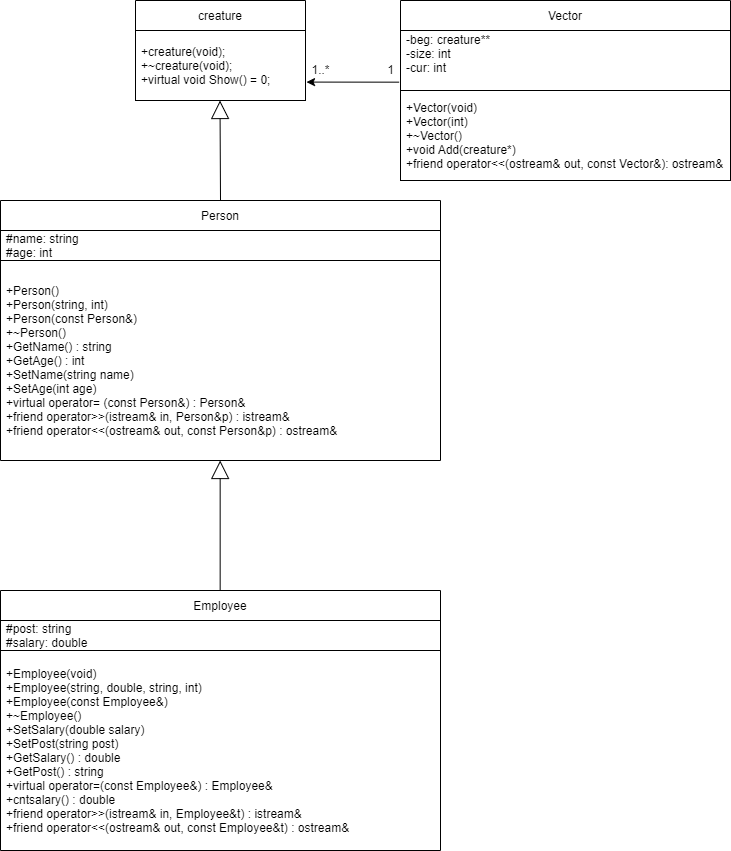 creature
+creature(void);
+~creature(void);
+virtual void Show() = 0;
1..*
1
Vector
-beg: creature**
-size: int
-cur: int
+Vector(void)
+Vector(int)
+~Vector()
+void Add(creature*)
+friend operator<<(ostream& out, const Vector&): ostream&
Person
#name: string
#age: int
+Person()
+Person(string, int)
+Person(const Person&)
+~Person()
+GetName() : string
+GetAge() : int
+SetName(string name)
+SetAge(int age)
+virtual operator= (const Person&) : Person&
+friend operator>>(istream& in, Person&p) : istream&
+friend operator<<(ostream& out, const Person&p) : ostream&
Employee
#post: string
#salary: double
+Employee(void)
+Employee(string, double, string, int)
+Employee(const Employee&)
+~Employee()
+SetSalary(double salary)
+SetPost(string post)
+GetSalary() : double
+GetPost() : string
+virtual operator=(const Employee&) : Employee&
+cntsalary() : double
+friend operator>>(istream& in, Employee&t) : istream&
+friend operator<<(ostream& out, const Employee&t) : ostream&